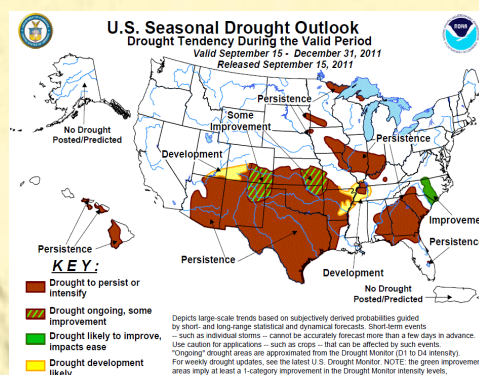 U.S. Seasonal Drought Outlook
Drought Tendency During the Valid Period
Valid September 15 - December 31, 2011
Released September 15, 2011
NOAA
Persistence
Some
Improvement
No Drought
Posted/Predicted
Persistence
Development
Improveme
Persistence
Persistence
Persistence
Development
No Drought
Posted/Predicted
KEY:
Drought to persist or
intensify
Drought ongoing, some
improvement
Drought likely to improve,
impacts ease
Drought development
likely
Depicts large-scale trends based on subjectively derived probabilities guided
by short- and long-range statistical and dynamical forecasts. Short-term events
-- such as individual storms -- cannot be accurately forecast more than a few days in advance.
Use caution for applications -- such as crops -- that can be affected by such events.
"Ongoing" drought areas are approximated from the Drought Monitor (D1 to D4 intensity).
For weekly drought updates, see the latest U.S. Drought Monitor. NOTE: the green improvemen
areas imply at least a 1-category improvement in the Drought Monitor intensity levels,